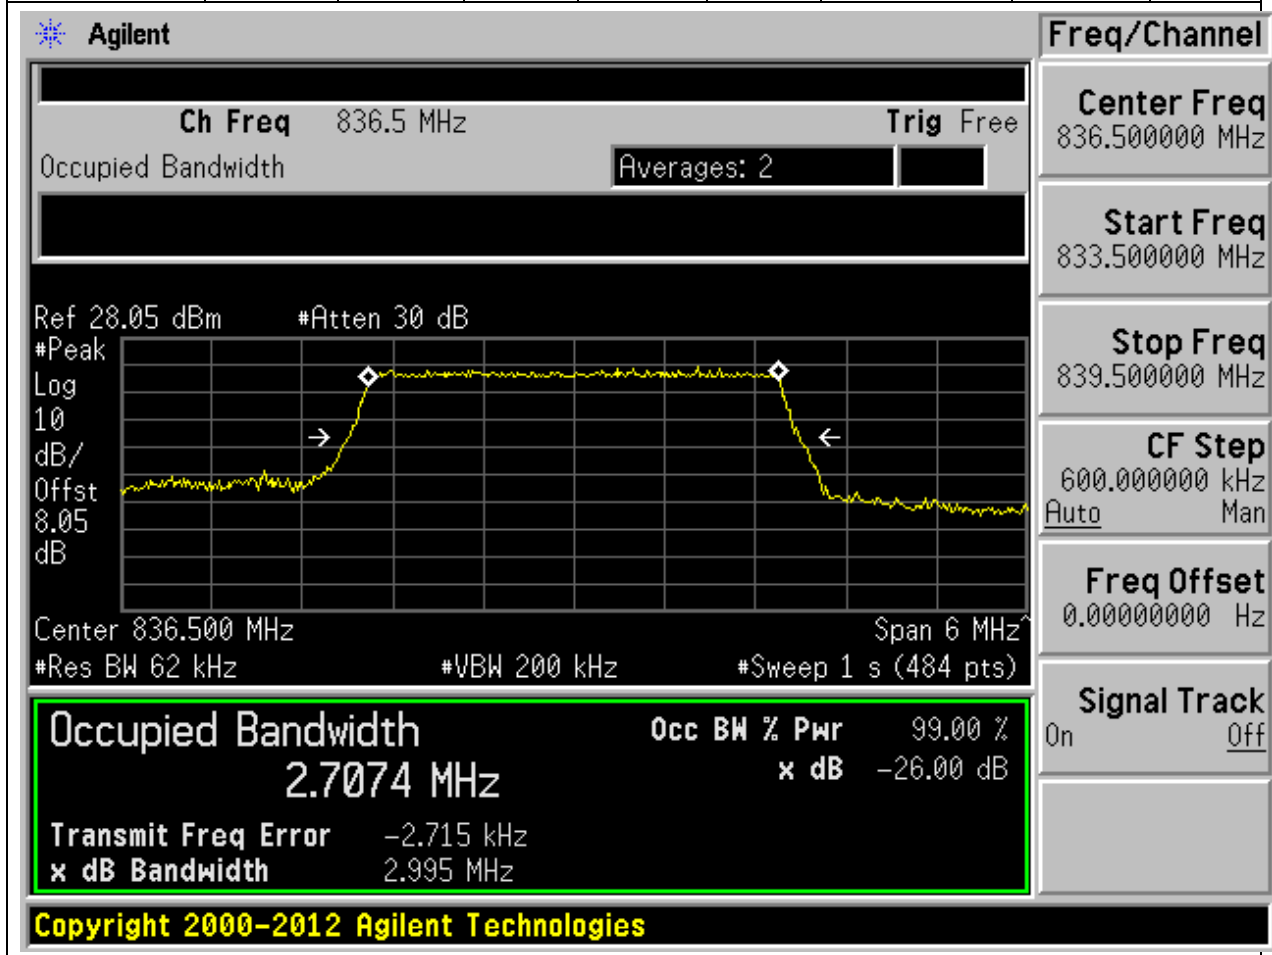 Agilent
Freq/Channel
Ch Freq 836.5 MHz Trig Free
Occupied Bandwidth Averages: 2
Center Freq
836.500000 MHz
Start Freq
833.500000 MHz
Stop Freq
839.500000 MHz
CF Step
600.000000 kHz
Auto Man
Freq Offset
0.00000000 Hz
Signal Track
On Off
Ref 28.05 dBm #Atten 30 dB
#Peak
Log
10
dB/
Offst
8.05
dB
Center 836.500 MHz Span 6 MHz^
#Res BW 62 kHz #VBW 200 kHz #Sweep 1 s (484 pts)
Occupied Bandwidth Occ BW % Pwr 99.00 %
2.7074 MHz x dB -26.00 dB
Transmit Freq Error -2.715 kHz
x dB Bandwidth 2.995 MHz
Copyright 2000-2012 Agilent Technologies